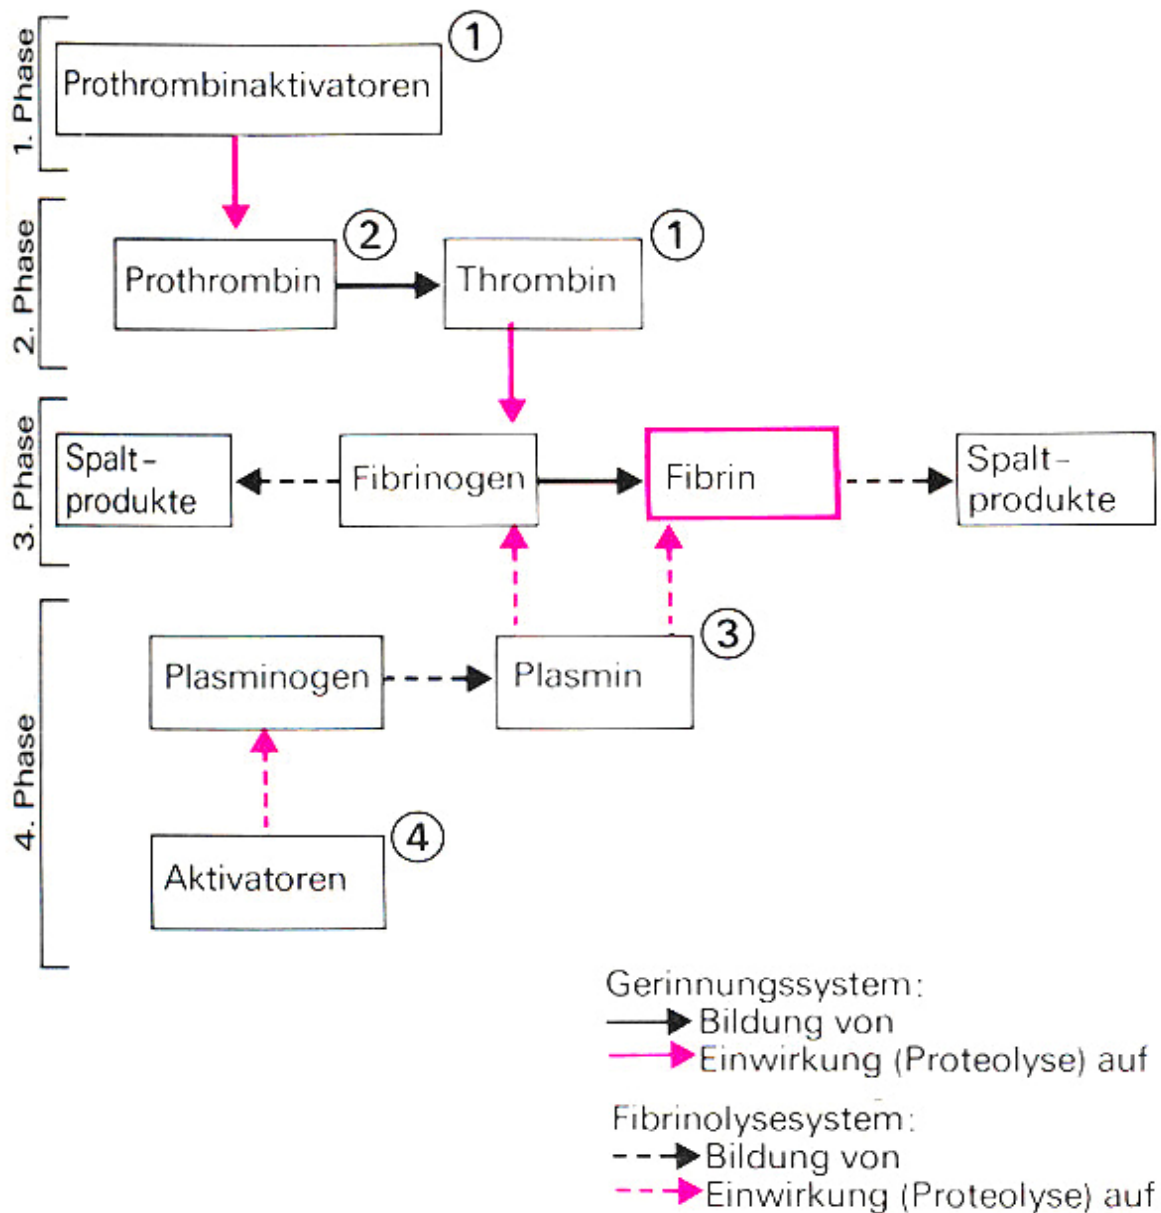 1. Phase
Prothrombinaktivatoren
1
2. Phase
Prothrombin
2
Thrombin
1
3. Phase
Spalt-
produkte
Fibrinogen
Fibrin
Spalt-
produkte
4. Phase
Plasminogen
Plasmin
3
Aktivatoren
4
Gerinnungssystem:
Bildung von
Einwirkung (Proteolyse) auf
Fibrinolysesystem:
Bildung von
Einwirkung (Proteolyse) auf